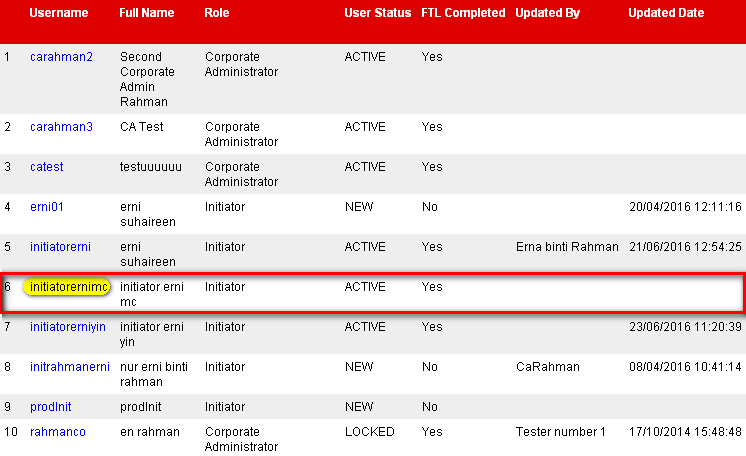 Username Full Name Role User Status FTL Completed Updated By Updated Date
1 carahman2 Second Corporate ACTIVE Yes
Corporate Administrator
Admin
Rahman
2 carahman3 CA Test Corporate ACTIVE Yes
Administrator
3 catest testuuuuuu Corporate ACTIVE Yes
Administrator
4 erni01 erni Initiator NEW No 20/04/2016 12:11:16
suhaireen
5 initiatorerni erni Initiator ACTIVE Yes Erna binti Rahman 21/06/2016 12:54:25
suhaireen
6 initiatorernimc initiator erni Initiator ACTIVE Yes
mc
7 initiatorerniyin initiator erni Initiator ACTIVE Yes 23/06/2016 11:20:39
yin
8 initrahmanerni nur erni binti Initiator NEW No CaRahman 08/04/2016 10:41:14
rahman
9 prodInit prodInit Initiator NEW No
10 rahmanco en rahman Corporate LOCKED Yes Tester number 1 17/10/2014 15:48:48
Administrator